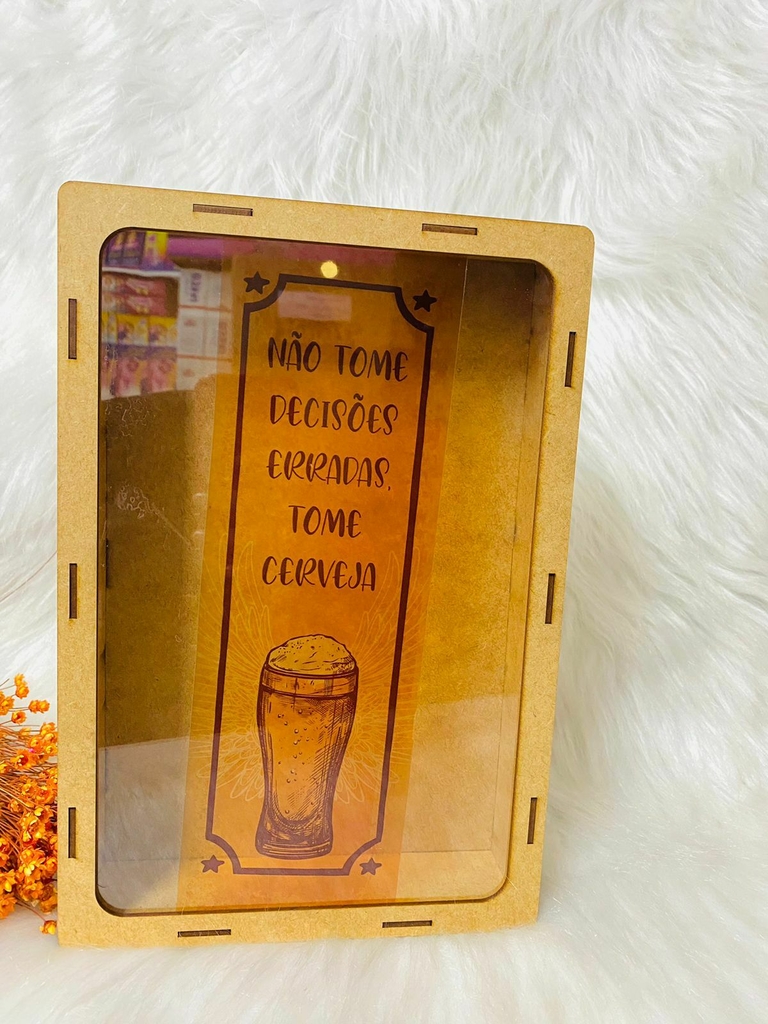 NÃO TOME
DECISÕES
ERRADAS,
TOME
CERVEJA